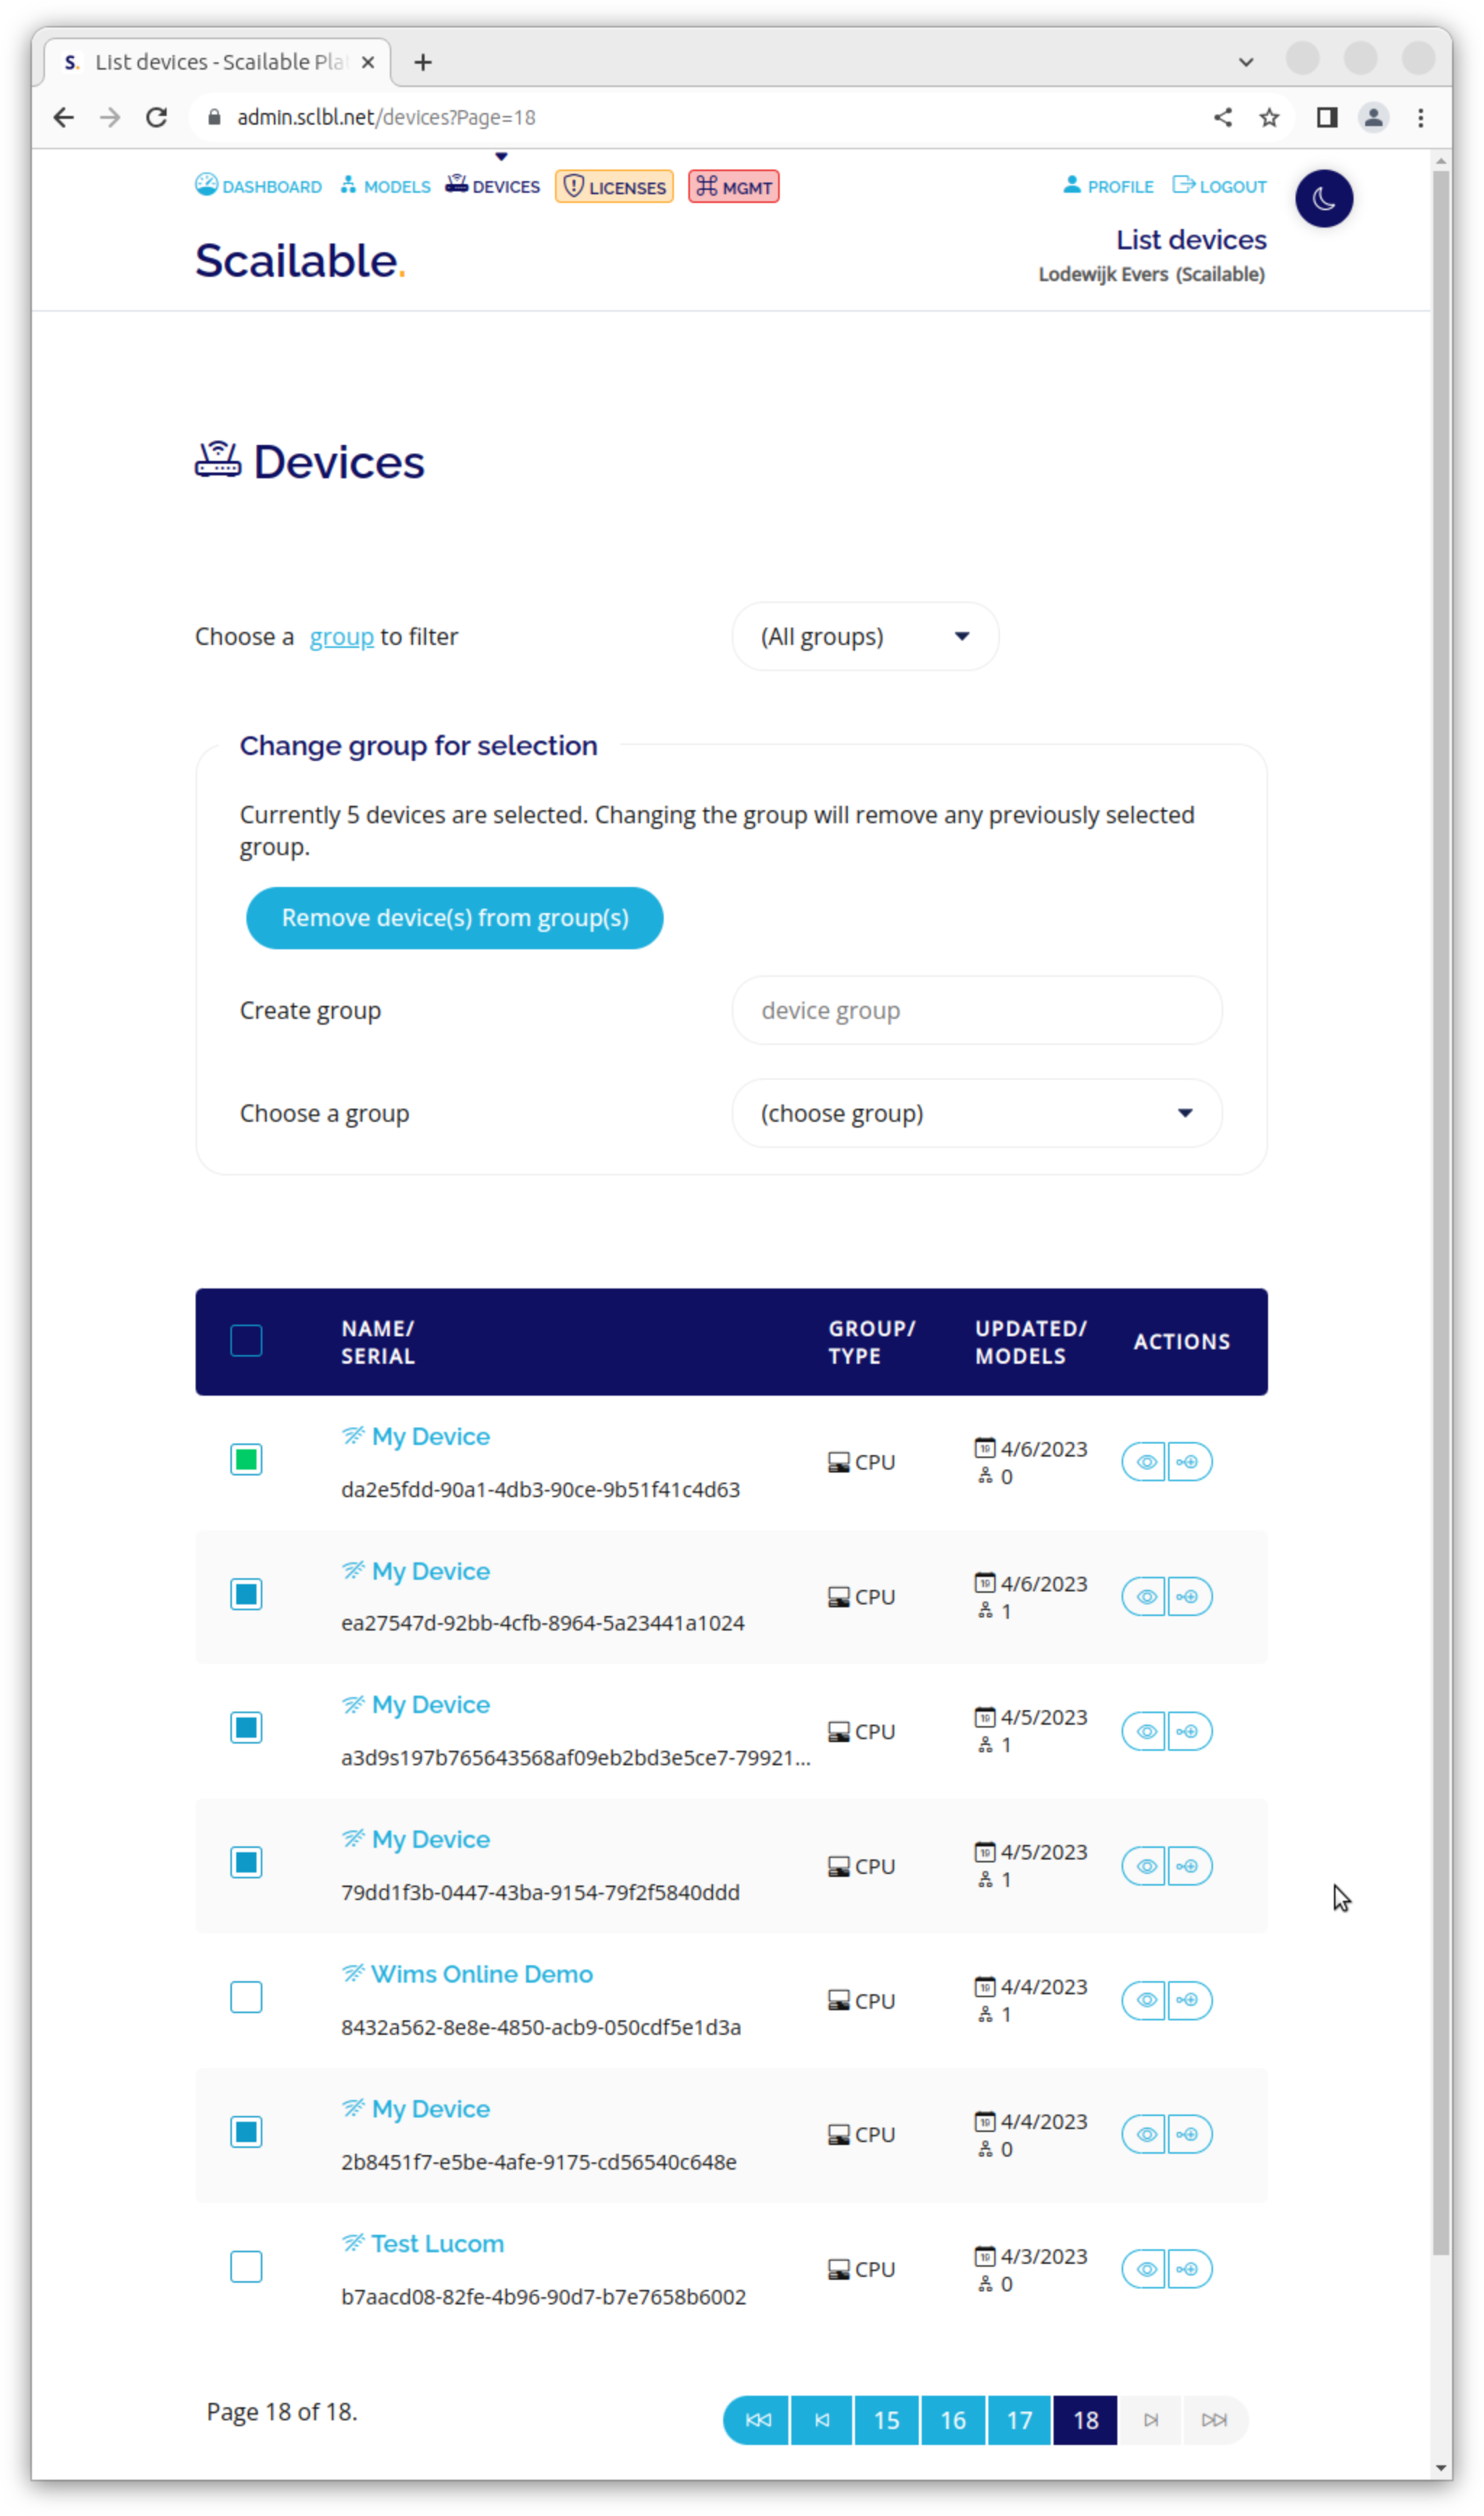 S. List devices - Scailable Pla
admin.sclbl.net/devices?Page=18
DASHBOARD MODELS DEVICES LICENSES MGMT PROFILE LOGOUT
Scailable.
List devices
Lodewijk Evers (Scailable)
Devices
Choose a group to filter (All groups)
Change group for selection
Currently 5 devices are selected. Changing the group will remove any previously selected
group.
Remove device(s) from group(s)
Create group device group
Choose a group (choose group)
NAME/ GROUP/ UPDATED/ ACTIONS
SERIAL TYPE MODELS
My Device
da2e5fdd-90a1-4db3-90ce-9b51f41c4d63
CPU
4/6/2023
0
My Device
ea27547d-92bb-4cfb-8964-5a23441a1024
CPU
4/6/2023
1
My Device
a3d9s197b765643568af09eb2bd3e5ce7-79921...
CPU
4/5/2023
1
My Device
79dd1f3b-0447-43ba-9154-79f2f5840ddd
CPU
4/5/2023
1
Wims Online Demo
8432a562-8e8e-4850-acb9-050cdf5e1d3a
CPU
4/4/2023
1
My Device
2b8451f7-e5be-4afe-9175-cd56540c648e
CPU
4/4/2023
0
Test Lucom
b7aacd08-82fe-4b96-90d7-b7e7658b6002
CPU
4/3/2023
0
Page 18 of 18. 15 16 17 18